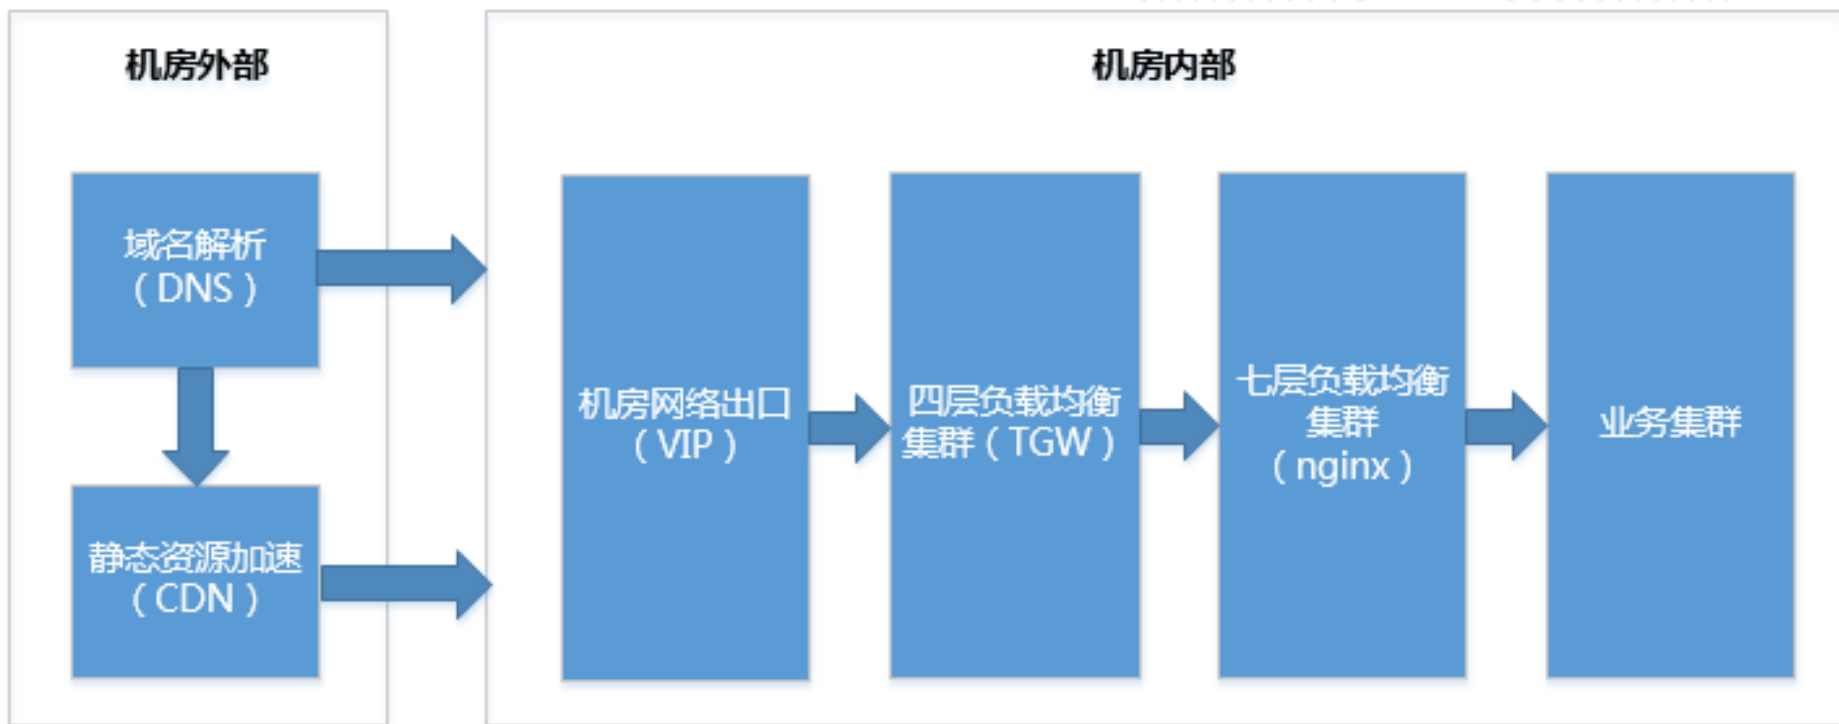 机房外部
域名解析
（DNS）
静态资源加速
（CDN）
机房内部
机房网络出口
（VIP）
四层负载均衡
集群（TGW）
七层负载均衡
集群
（nginx）
业务集群